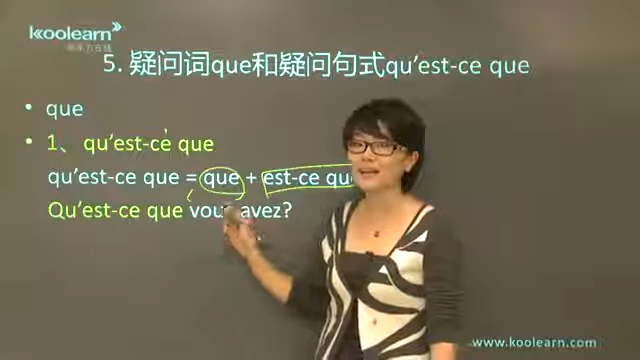 koolearn
新东方在线
5. 疑问词que和疑问句式qu'est-ce que
• que
• 1、 qu'est-ce que
qu'est-ce que = que + est-ce qu
Qu'est-ce que vous avez?
www.koolearn.com